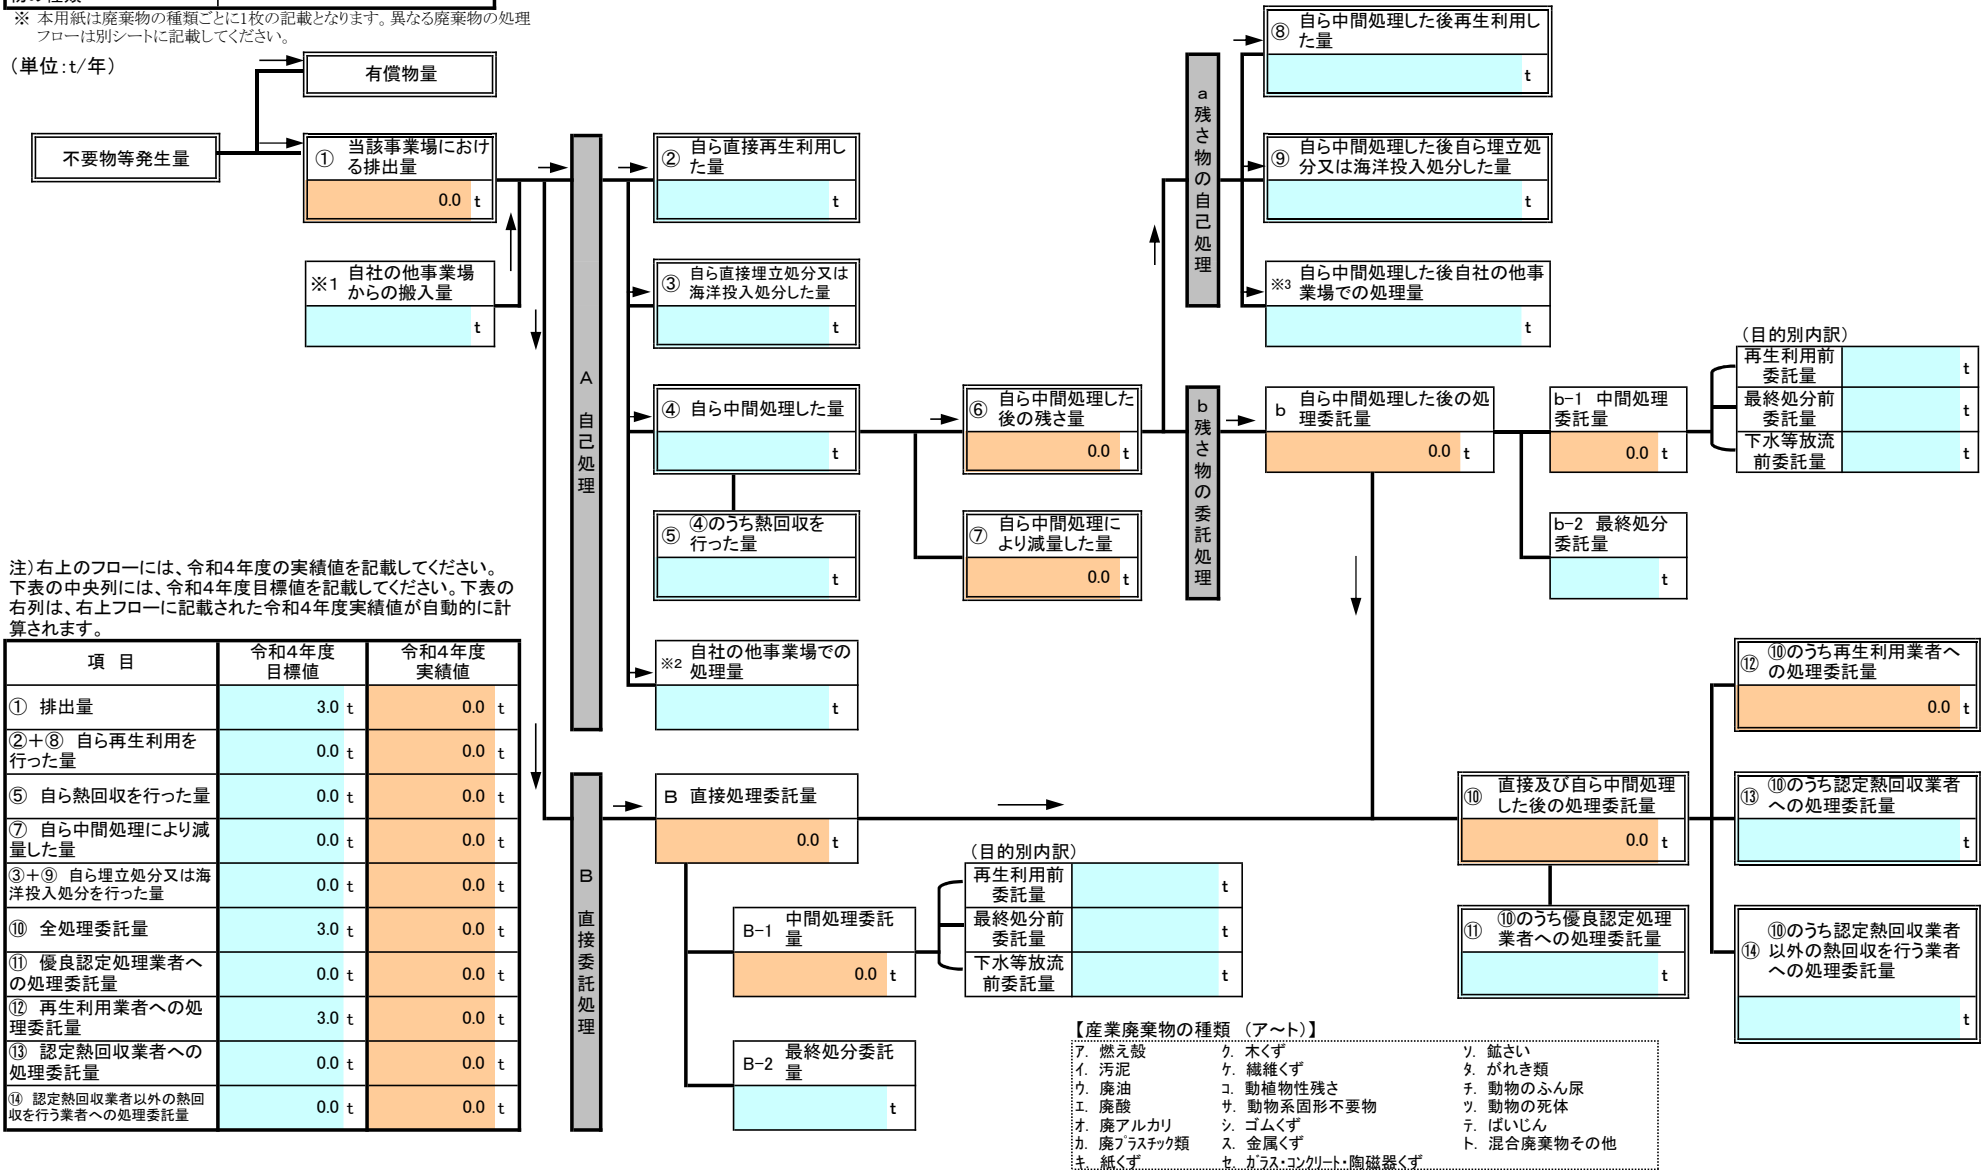 ※ 本用紙は廃棄物の種類ごとに1枚の記載となります。異なる廃棄物の処理
フローは別シートに記載してください。
（単位:t/年）
有償物量
不要物等発生量
① 当該事業場におけ
る排出量
0.0 t
※1 自社の他事業場
からの搬入量
t
A 自己処理
② 自ら直接再生利用し
た量
t
③ 自ら直接埋立処分又は
海洋投入処分した量
t
④ 自ら中間処理した量
t
⑤ ④のうち熱回収を
行った量
t
※2 自社の他事業場での
処理量
t
⑥ 自ら中間処理した
後の残さ量
0.0 t
⑦ 自ら中間処理に
より減量した量
0.0 t
a 残さ物の自己処理
⑧ 自ら中間処理した後再生利用し
た量
t
⑨ 自ら中間処理した後自ら埋立処
分又は海洋投入処分した量
t
※3 自ら中間処理した後自社の他事
業場での処理量
t
b 残さ物の委託処理
b 自ら中間処理した後の処
理委託量
0.0 t
b-1 中間処理
委託量
0.0 t
b-2 最終処分
委託量
t
（目的別内訳）
再生利用前
委託量 t
最終処分前
委託量 t
下水等放流
前委託量 t
注）右上のフローには、令和4年度の実績値を記載してください。
下表の中央列には、令和4年度目標値を記載してください。下表の
右列は、右上フローに記載された令和4年度実績値が自動的に計
算されます。
項 目 令和4年度 令和4年度
目標値 実績値
① 排出量 3.0 t 0.0 t
②＋⑧ 自ら再生利用を
行った量 0.0 t 0.0 t
⑤ 自ら熱回収を行った量 0.0 t 0.0 t
⑦ 自ら中間処理により減
量した量 0.0 t 0.0 t
③＋⑨ 自ら埋立処分又は海
洋投入処分を行った量 0.0 t 0.0 t
⑩ 全処理委託量 3.0 t 0.0 t
⑪ 優良認定処理業者へ
の処理委託量 0.0 t 0.0 t
⑫ 再生利用業者への処
理委託量 3.0 t 0.0 t
⑬ 認定熱回収業者への
処理委託量 0.0 t 0.0 t
⑭ 認定熱回収業者以外の熱回
収を行う業者への処理委託量 0.0 t 0.0 t
B 直接委託処理
B 直接処理委託量
0.0 t
B-1 中間処理委託
量
0.0 t
B-2 最終処分委託
量
t
（目的別内訳）
再生利用前
委託量 t
最終処分前
委託量 t
下水等放流
前委託量 t
⑩ 直接及び自ら中間処理
した後の処理委託量
0.0 t
⑪ ⑩のうち優良認定処理
業者への処理委託量
t
⑫ ⑩のうち再生利用業者へ
の処理委託量
0.0 t
⑬ ⑩のうち認定熱回収業者
への処理委託量
t
⑭ ⑩のうち認定熱回収業者
以外の熱回収を行う業者
への処理委託量
t
【産業廃棄物の種類 （ア～ト）】
ア. 燃え殻 ク. 木くず ソ. 鉱さい
イ. 汚泥 ケ. 繊維くず タ. がれき類
ウ. 廃油 コ. 動植物性残さ チ. 動物のふん尿
エ. 廃酸 サ. 動物系固形不要物 ツ. 動物の死体
オ. 廃アルカリ シ. ゴムくず テ. ばいじん
カ. 廃プラスチック類 ス. 金属くず ト. 混合廃棄物その他
キ. 紙くず セ. ガラス・コンクリート・陶磁器くず